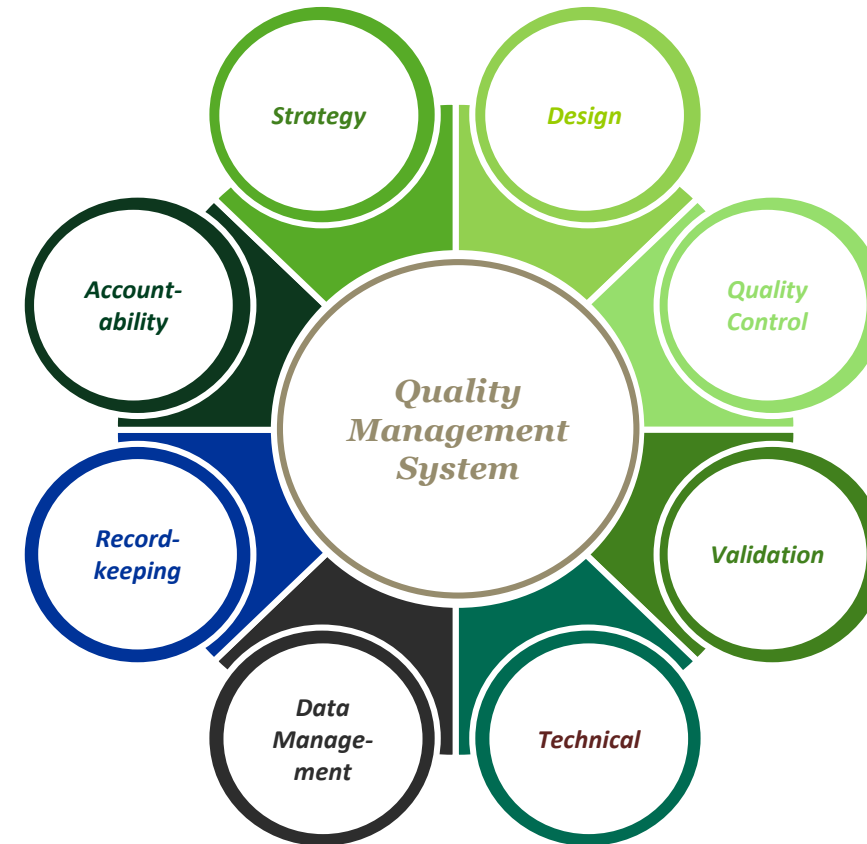 Strategy
Design
Account-
ability
Quality
Control
Quality
Management
System
Record-
keeping
Validation
Data
Manage-
ment
Technical